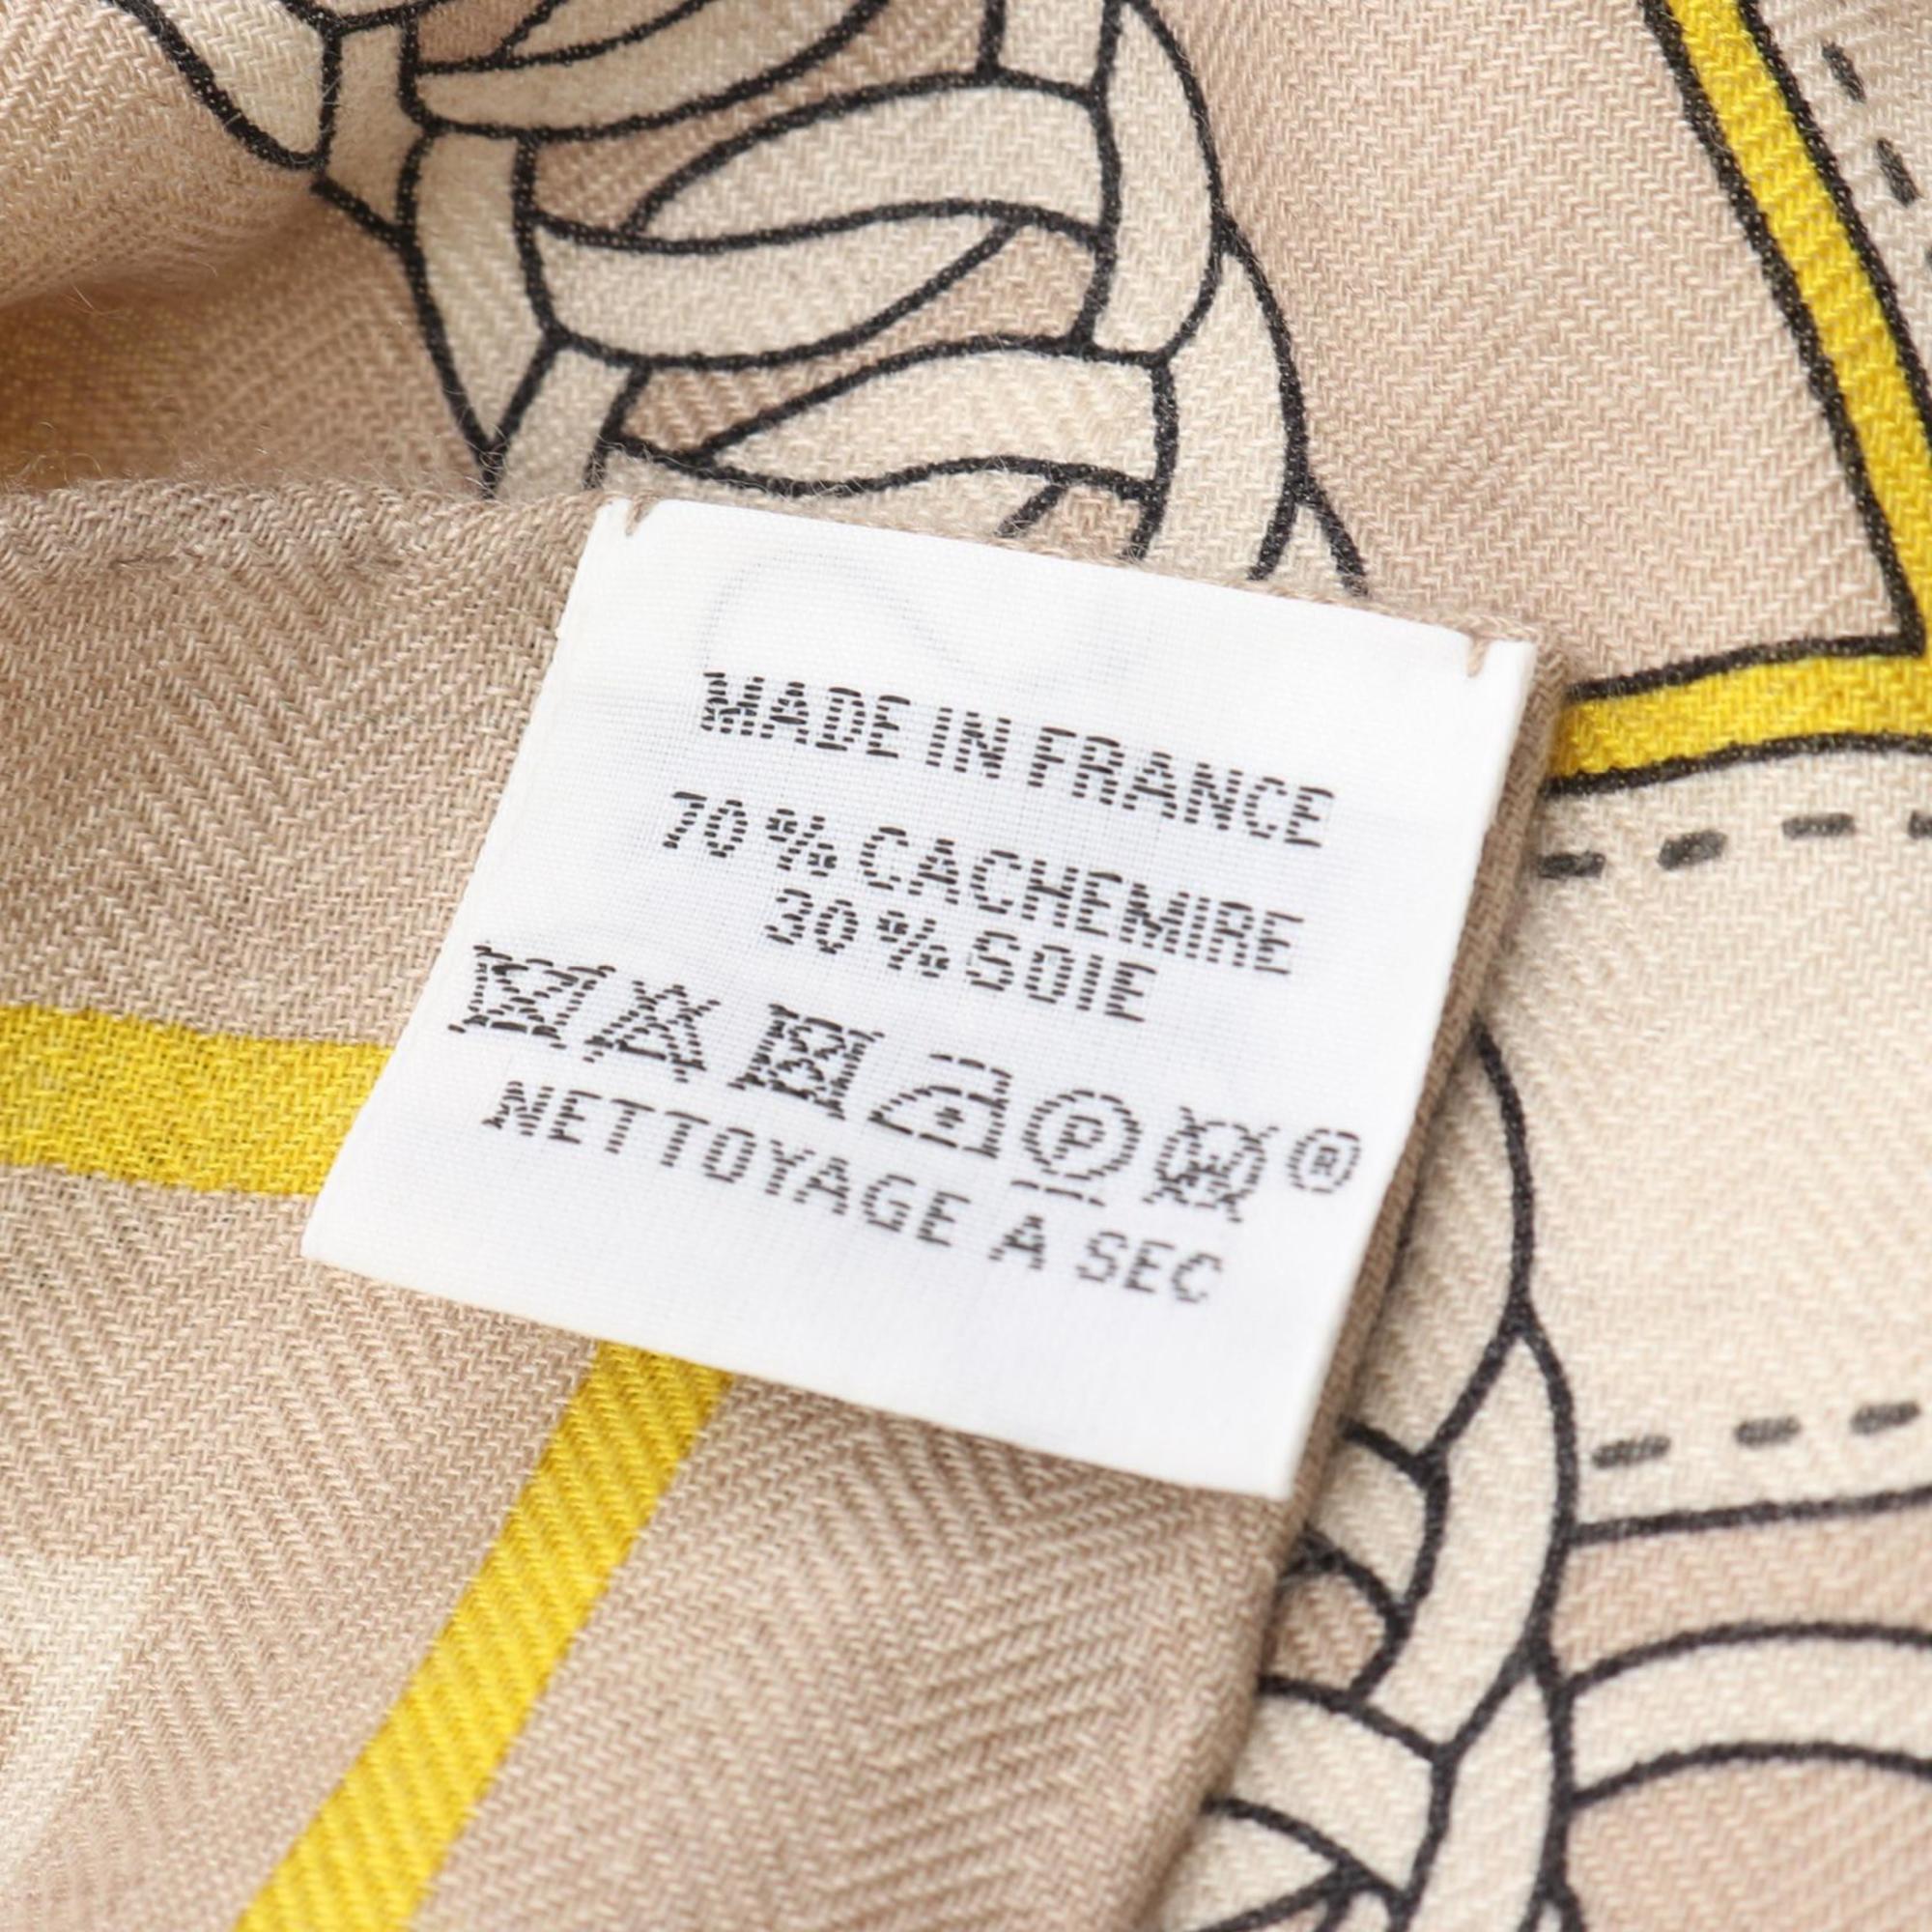 MADE IN FRANCE
70% CACHEMIRE
30% SOIE
P ®
NETTOYAGE A SEC